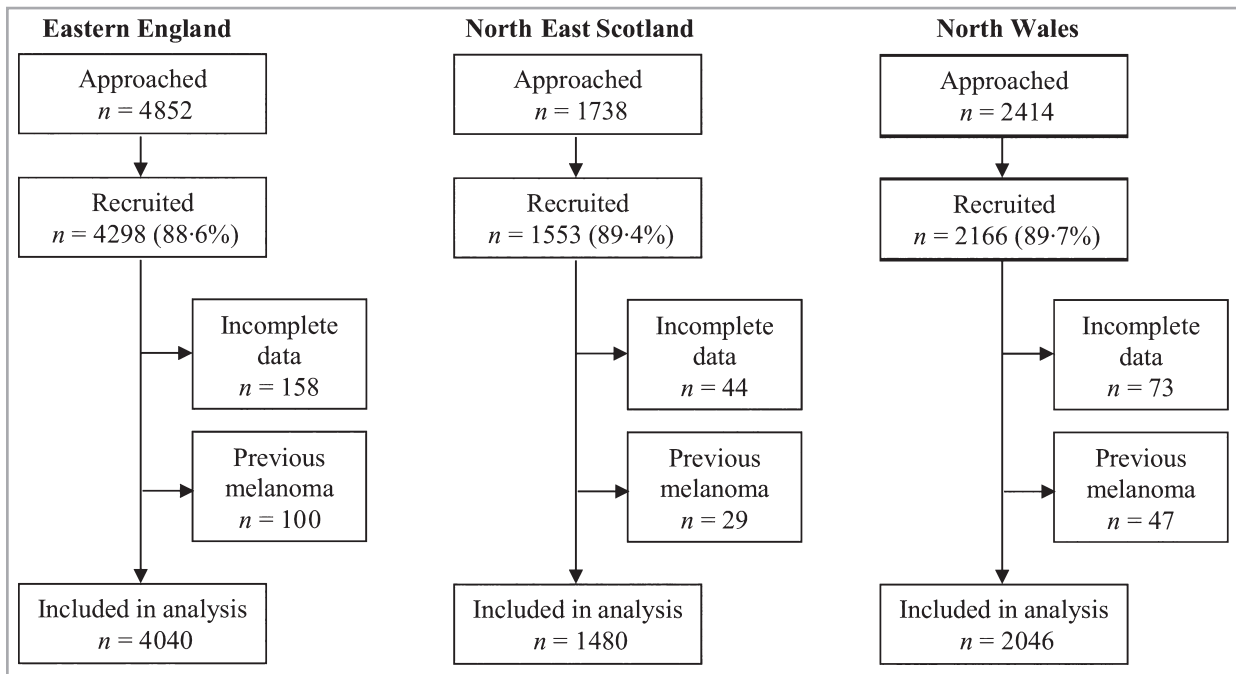 Eastern England
Approached
n = 4852
Recruited
n = 4298 (88·6%)
Incomplete
data
n = 158
Previous
melanoma
n = 100
Included in analysis
n = 4040
North East Scotland
Approached
n = 1738
Recruited
n = 1553 (89·4%)
Incomplete
data
n = 44
Previous
melanoma
n = 29
Included in analysis
n = 1480
North Wales
Approached
n = 2414
Recruited
n = 2166 (89·7%)
Incomplete
data
n = 73
Previous
melanoma
n = 47
Included in analysis
n = 2046